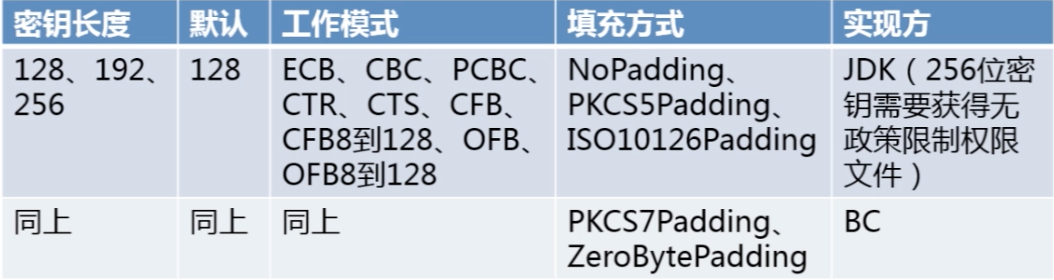 密钥长度 默认 工作模式 填充方式 实现方
128、192、 128 ECB、CBC、PCBC、 NoPadding、 JDK（256位密
256 CTR、CTS、CFB、 PKCS5Padding、 钥需要获得无
CFB8到128、OFB、 ISO10126Padding 政策限制权限
OFB8到128 文件）
同上 同上 同上 PKCS7Padding、 BC
ZeroBytePadding